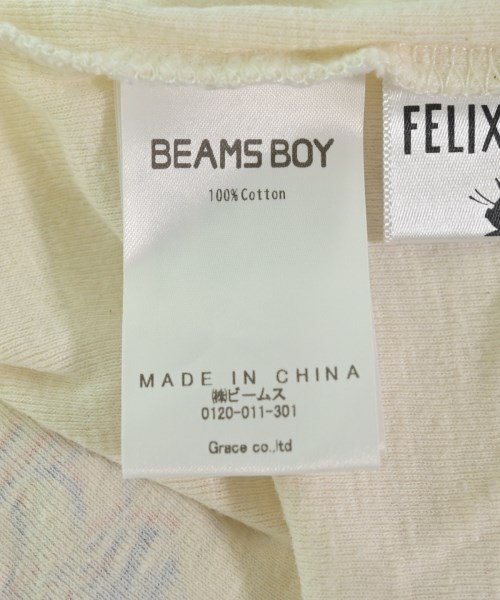 BEAMS BOY
100% Cotton
MADE IN CHINA
㈱ビームス
0120-011-301
Grace co.,ltd
FELIX